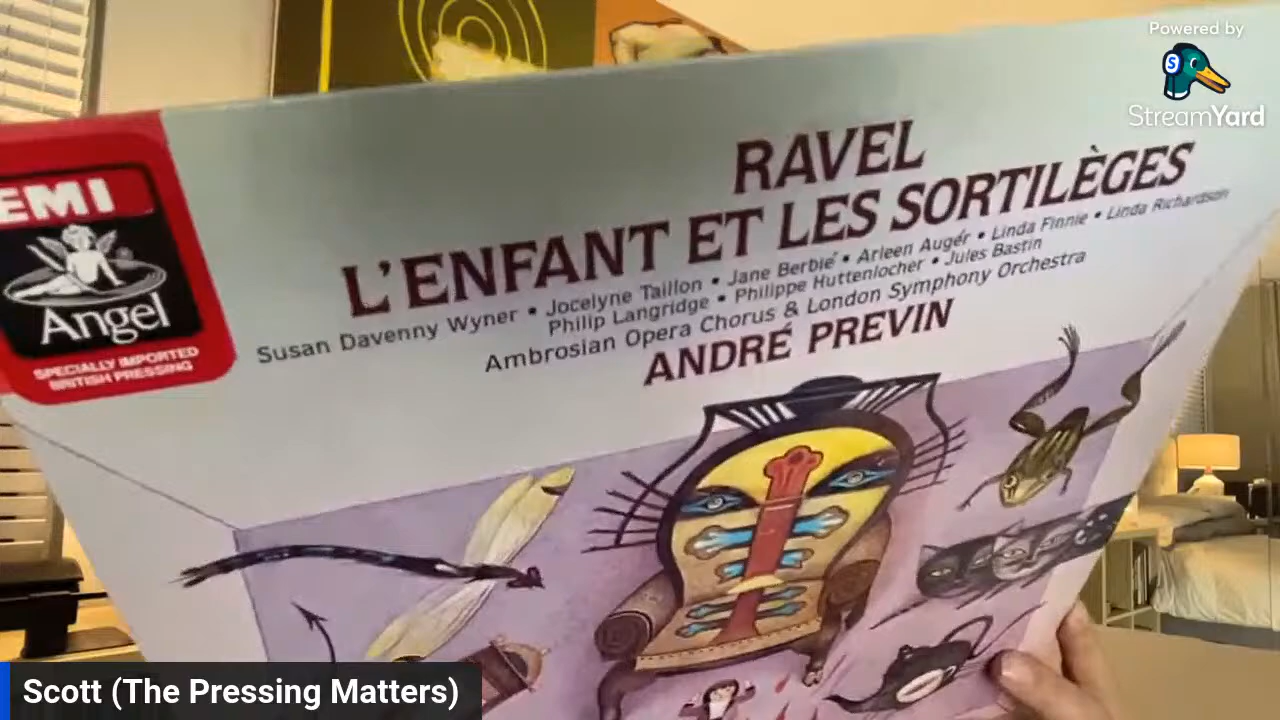 Powered by
StreamYard
EMI
Angel
SPECIALLY IMPORTED
BRITISH PRESSING
RAVEL
L'ENFANT ET LES SORTILÈGES
Susan Davenny Wyner • Jocelyne Taillon • Jane Berbié • Arleen Augér • Linda Finnie • Linda Richardson
Philip Langridge • Philippe Huttenlocher • Jules Bastin
Ambrosian Opera Chorus & London Symphony Orchestra
ANDRÉ PREVIN
Scott (The Pressing Matters)